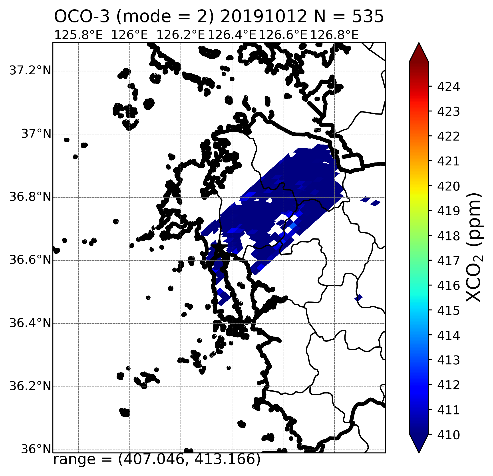 OCO-3 (mode = 2) 20191012 N = 535
125.8°E 126°E 126.2°E 126.4°E 126.6°E 126.8°E
37.2°N
37°N
36.8°N
36.6°N
36.4°N
36.2°N
36°N
range = (407.046, 413.166)
424
423
422
421
420
419
418
417
416
415
414
413
412
411
410
XCO₂ (ppm)